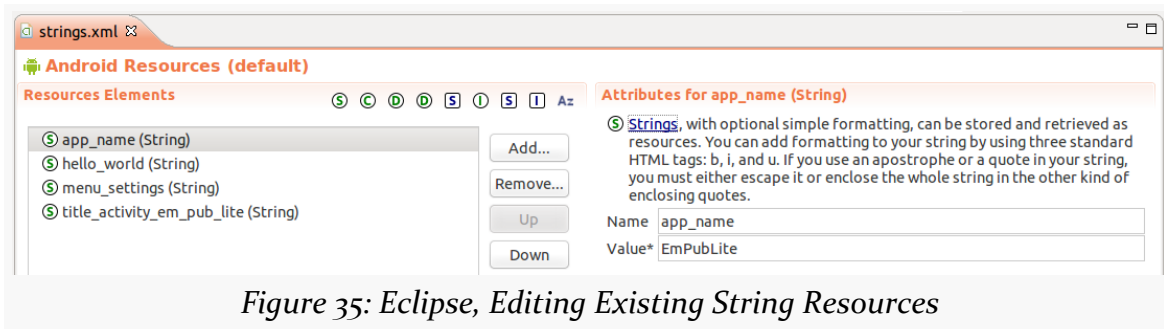 strings.xml
Android Resources (default)
Resources Elements
S C D D S I S I Az
S app_name (String)
S hello_world (String)
S menu_settings (String)
S title_activity_em_pub_lite (String)
Add...
Remove...
Up
Down
Attributes for app_name (String)
S Strings, with optional simple formatting, can be stored and retrieved as
resources. You can add formatting to your string by using three standard
HTML tags: b, i, and u. If you use an apostrophe or a quote in your string,
you must either escape it or enclose the whole string in the other kind of
enclosing quotes.
Name app_name
Value* EmPubLite
Figure 35: Eclipse, Editing Existing String Resources